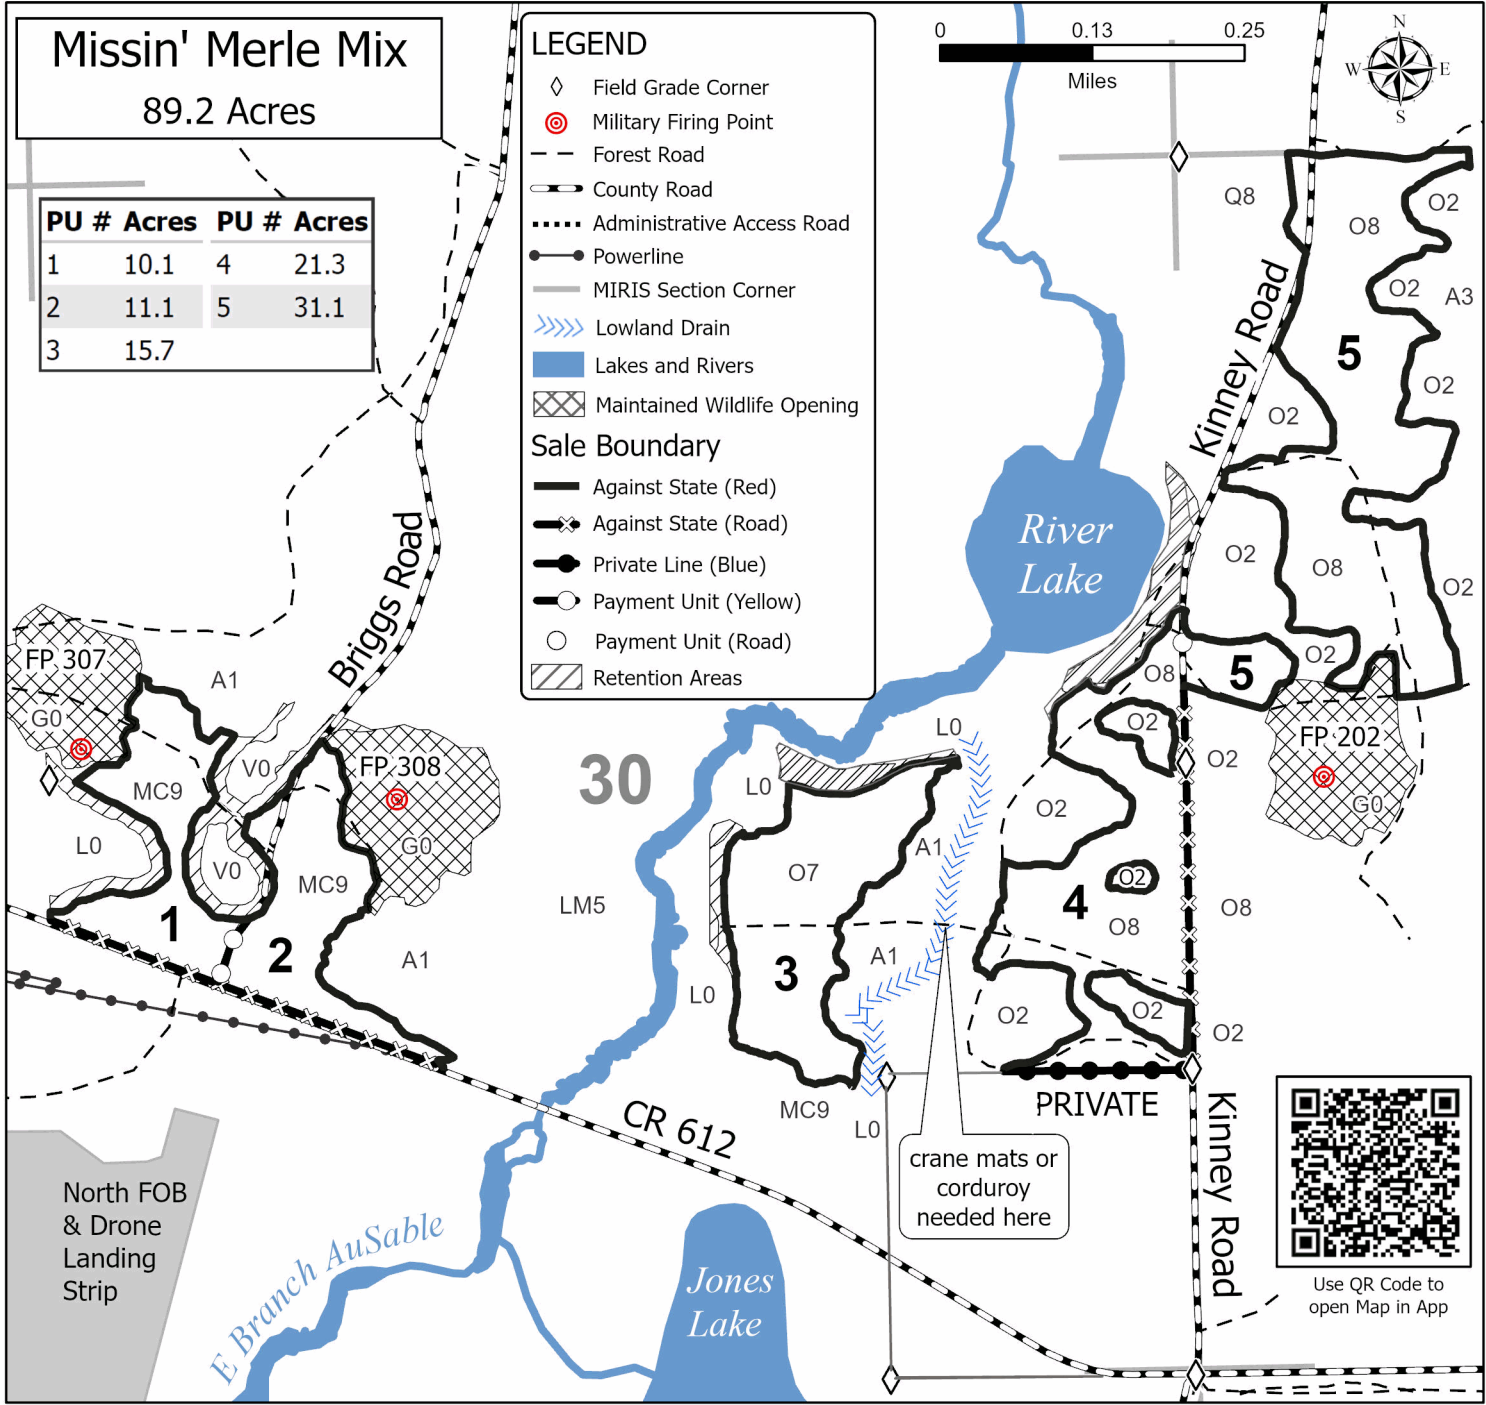 Missin' Merle Mix
89.2 Acres
PU # Acres PU # Acres
1 10.1 4 21.3
2 11.1 5 31.1
3 15.7
LEGEND
Field Grade Corner
Military Firing Point
Forest Road
County Road
Administrative Access Road
Powerline
MIRIS Section Corner
Lowland Drain
Lakes and Rivers
Maintained Wildlife Opening
Sale Boundary
Against State (Red)
Against State (Road)
Private Line (Blue)
Payment Unit (Yellow)
Payment Unit (Road)
Retention Areas
0 0.13 0.25
Miles
N
W E
S
Q8
O8
O2
O2
A3
5
O2
O2
Kinney Road
River
Lake
O2
O8
O2
Briggs Road
FP 307
A1
G0
MC9
V0
FP 308
G0
L0
V0
MC9
1
2
A1
30
LM5
L0
L0
O7
A1
3
A1
L0
MC9
L0
O8
5
O2
O2
O2
FP 202
G0
O2
O2
4
O8
O8
O2
O2
O2
PRIVATE
CR 612
crane mats or
corduroy
needed here
Kinney Road
North FOB
& Drone
Landing
Strip
E Branch AuSable
Jones
Lake
Use QR Code to
open Map in App